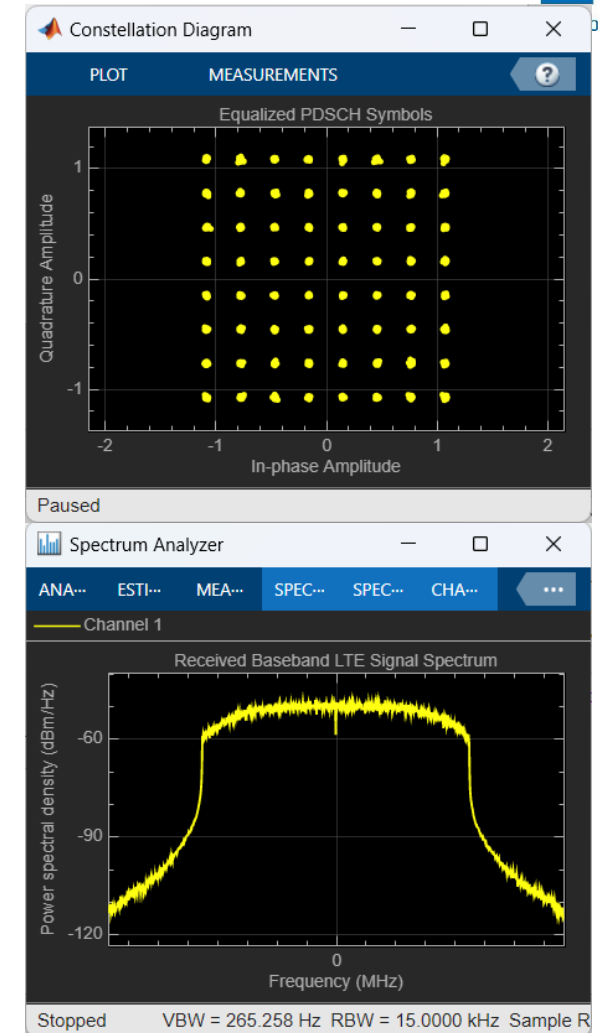 Constellation Diagram
PLOT MEASUREMENTS ?
Equalized PDSCH Symbols
Quadrature Amplitude
1
0
-1
-2 -1 0 1 2
In-phase Amplitude
Paused
Spectrum Analyzer
ANA... ESTI... MEA... SPEC... SPEC... CHA... ...
Channel 1
Received Baseband LTE Signal Spectrum
Power spectral density (dBm/Hz)
-60
-90
-120
0
Frequency (MHz)
Stopped VBW = 265.258 Hz RBW = 15.0000 kHz Sample R